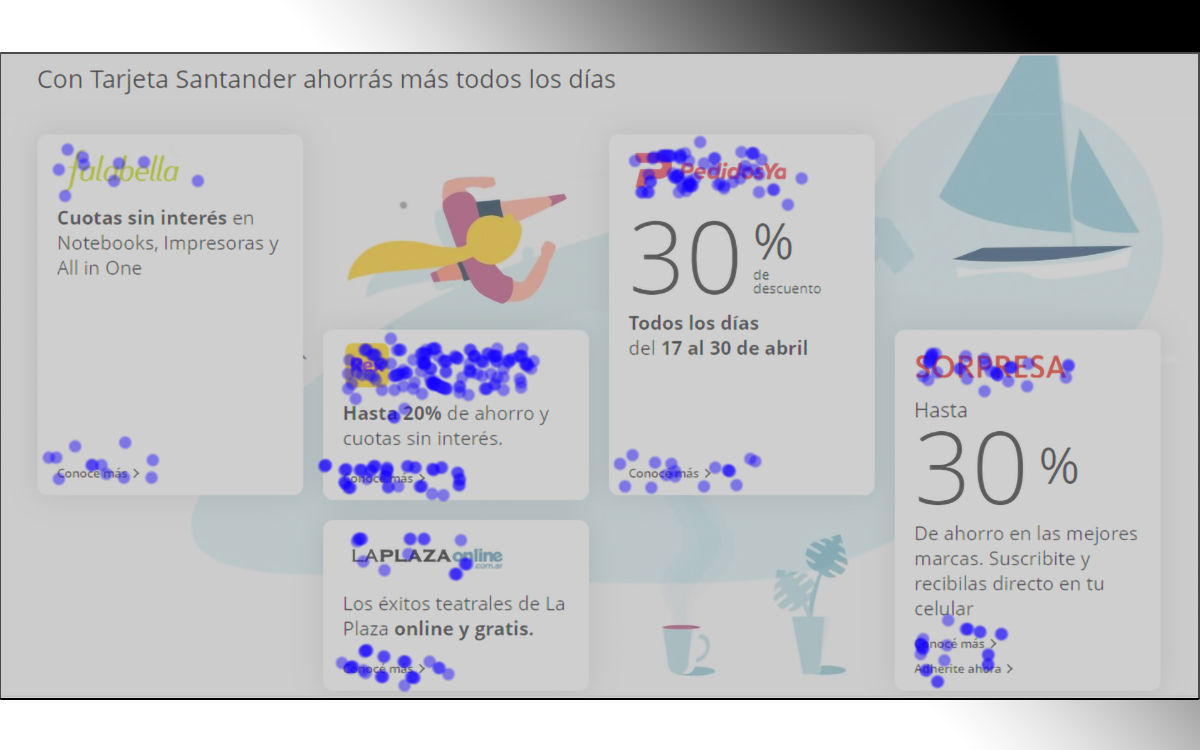 Con Tarjeta Santander ahorrás más todos los días
falabella
Cuotas sin interés en
Notebooks, Impresoras y
All in One
Conocé más >
Hasta 20% de ahorro y
cuotas sin interés.
Conocé más >
LAPLAZA online
.com.ar
Los éxitos teatrales de La
Plaza online y gratis.
Conocé más >
PedidosYa
30 %
de
descuento
Todos los días
del 17 al 30 de abril
Conocé más >
SORPRESA
Hasta
30 %
De ahorro en las mejores
marcas. Suscribite y
recibilas directo en tu
celular
Conocé más >
Adherite ahora >